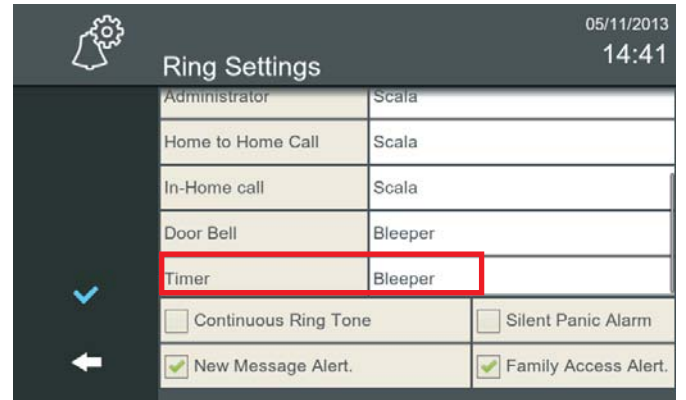 05/11/2013
14:41
Ring Settings
Administrator Scala
Home to Home Call Scala
In-Home call Scala
Door Bell Bleeper
Timer Bleeper
Continuous Ring Tone Silent Panic Alarm
New Message Alert. Family Access Alert.